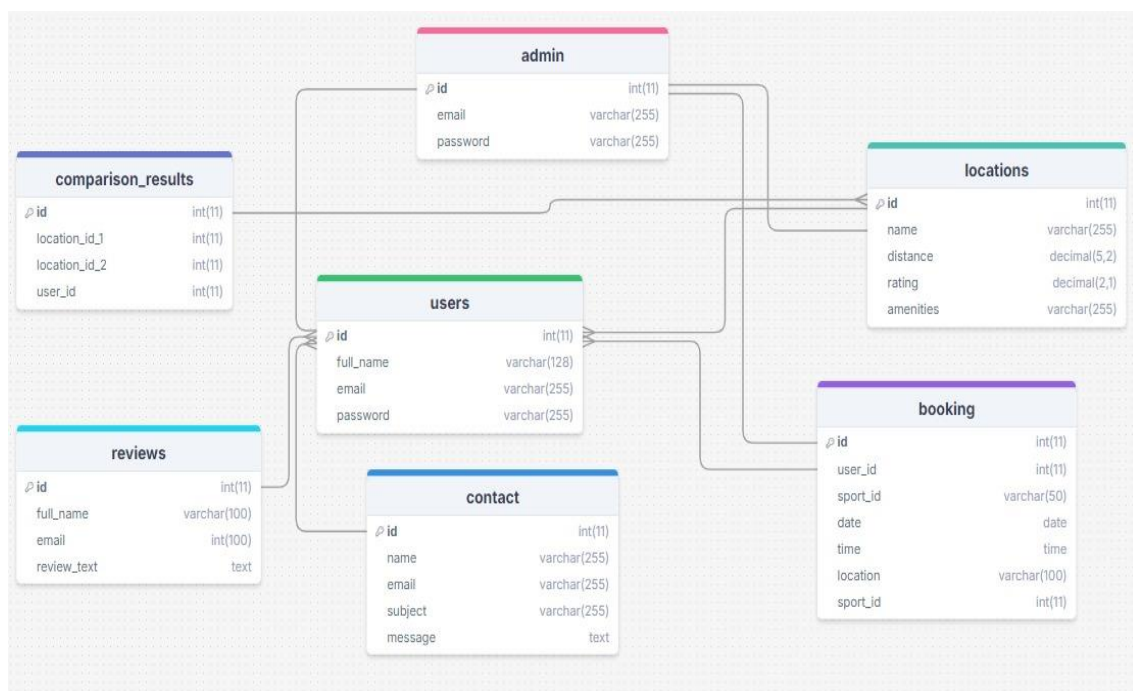 admin
id int(11)
email varchar(255)
password varchar(255)
comparison_results
id int(11)
location_id_1 int(11)
location_id_2 int(11)
user_id int(11)
locations
id int(11)
name varchar(255)
distance decimal(5,2)
rating decimal(2,1)
amenities varchar(255)
users
id int(11)
full_name varchar(128)
email varchar(255)
password varchar(255)
booking
id int(11)
user_id int(11)
sport_id varchar(50)
date date
time time
location varchar(100)
sport_id int(11)
reviews
id int(11)
full_name varchar(100)
email int(100)
review_text text
contact
id int(11)
name varchar(255)
email varchar(255)
subject varchar(255)
message text